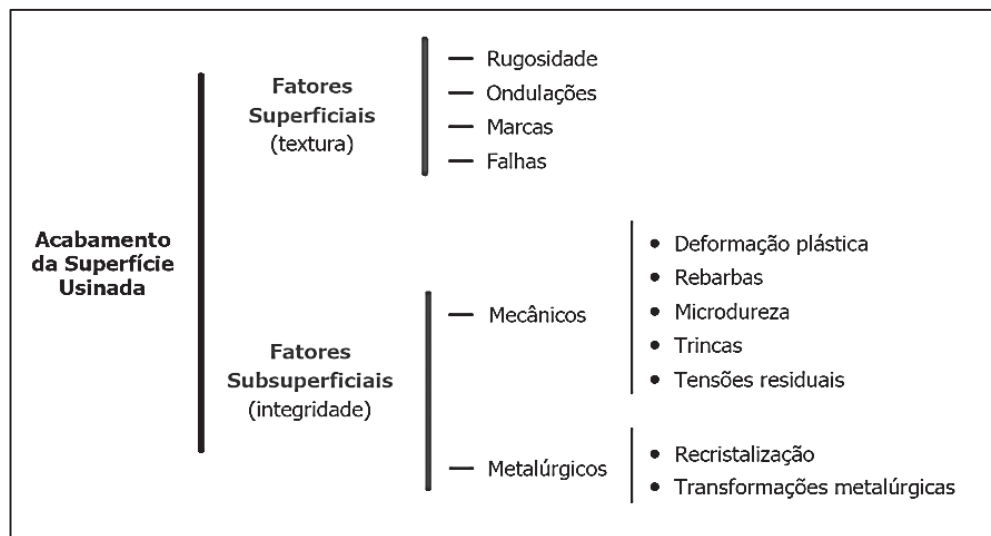 Acabamento
da Superfície
Usinada
Fatores
Superficiais
(textura)
— Rugosidade
— Ondulações
— Marcas
— Falhas
Fatores
Subsuperficiais
(integridade)
— Mecânicos
• Deformação plástica
• Rebarbas
• Microdureza
• Trincas
• Tensões residuais
— Metalúrgicos
• Recristalização
• Transformações metalúrgicas